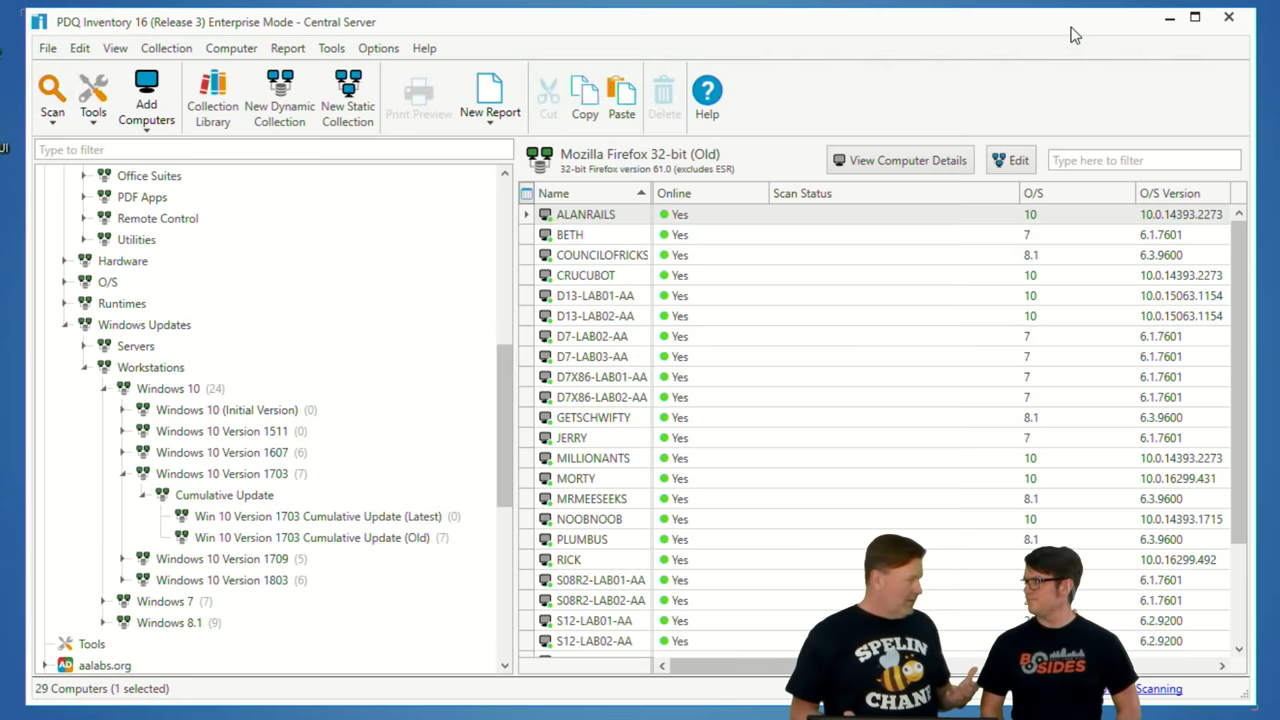 PDQ Inventory 16 (Release 3) Enterprise Mode - Central Server
File Edit View Collection Computer Report Tools Options Help
Scan Tools Add Computers Collection Library New Dynamic Collection New Static Collection Print Preview New Report Cut Copy Paste Delete Help
Type to filter
Office Suites
PDF Apps
Remote Control
Utilities
Hardware
O/S
Runtimes
Windows Updates
Servers
Workstations
Windows 10 (24)
Windows 10 (Initial Version) (0)
Windows 10 Version 1511 (0)
Windows 10 Version 1607 (6)
Windows 10 Version 1703 (7)
Cumulative Update
Win 10 Version 1703 Cumulative Update (Latest) (0)
Win 10 Version 1703 Cumulative Update (Old) (7)
Windows 10 Version 1709 (5)
Windows 10 Version 1803 (6)
Windows 7 (7)
Windows 8.1 (9)
Tools
AD aalabs.org
Mozilla Firefox 32-bit (Old)
32-bit Firefox version 61.0 (excludes ESR)
View Computer Details Edit Type here to filter
Name Online Scan Status O/S O/S Version
ALANRAILS Yes 10 10.0.14393.2273
BETH Yes 7 6.1.7601
COUNCILOFRICKS Yes 8.1 6.3.9600
CRUCUBOT Yes 10 10.0.14393.2273
D13-LAB01-AA Yes 10 10.0.15063.1154
D13-LAB02-AA Yes 10 10.0.15063.1154
D7-LAB02-AA Yes 7 6.1.7601
D7-LAB03-AA Yes 7 6.1.7601
D7X86-LAB01-AA Yes 7 6.1.7601
D7X86-LAB02-AA Yes 7 6.1.7601
GETSCHWIFTY Yes 8.1 6.3.9600
JERRY Yes 7 6.1.7601
MILLIONANTS Yes 10 10.0.14393.2273
MORTY Yes 10 10.0.16299.431
MRMEESEEKS Yes 8.1 6.3.9600
NOOBNOOB Yes 10 10.0.14393.1715
PLUMBUS Yes 8.1 6.3.9600
RICK Yes 10.0.16299.492
S08R2-LAB01-AA Yes 6.1.7601
S08R2-LAB02-AA Yes 6.1.7601
S12-LAB01-AA Yes 6.2.9200
S12-LAB02-AA Yes 6.2.9200
29 Computers (1 selected)
Scanning
SPELIN
CHANP
BSIDES
UI